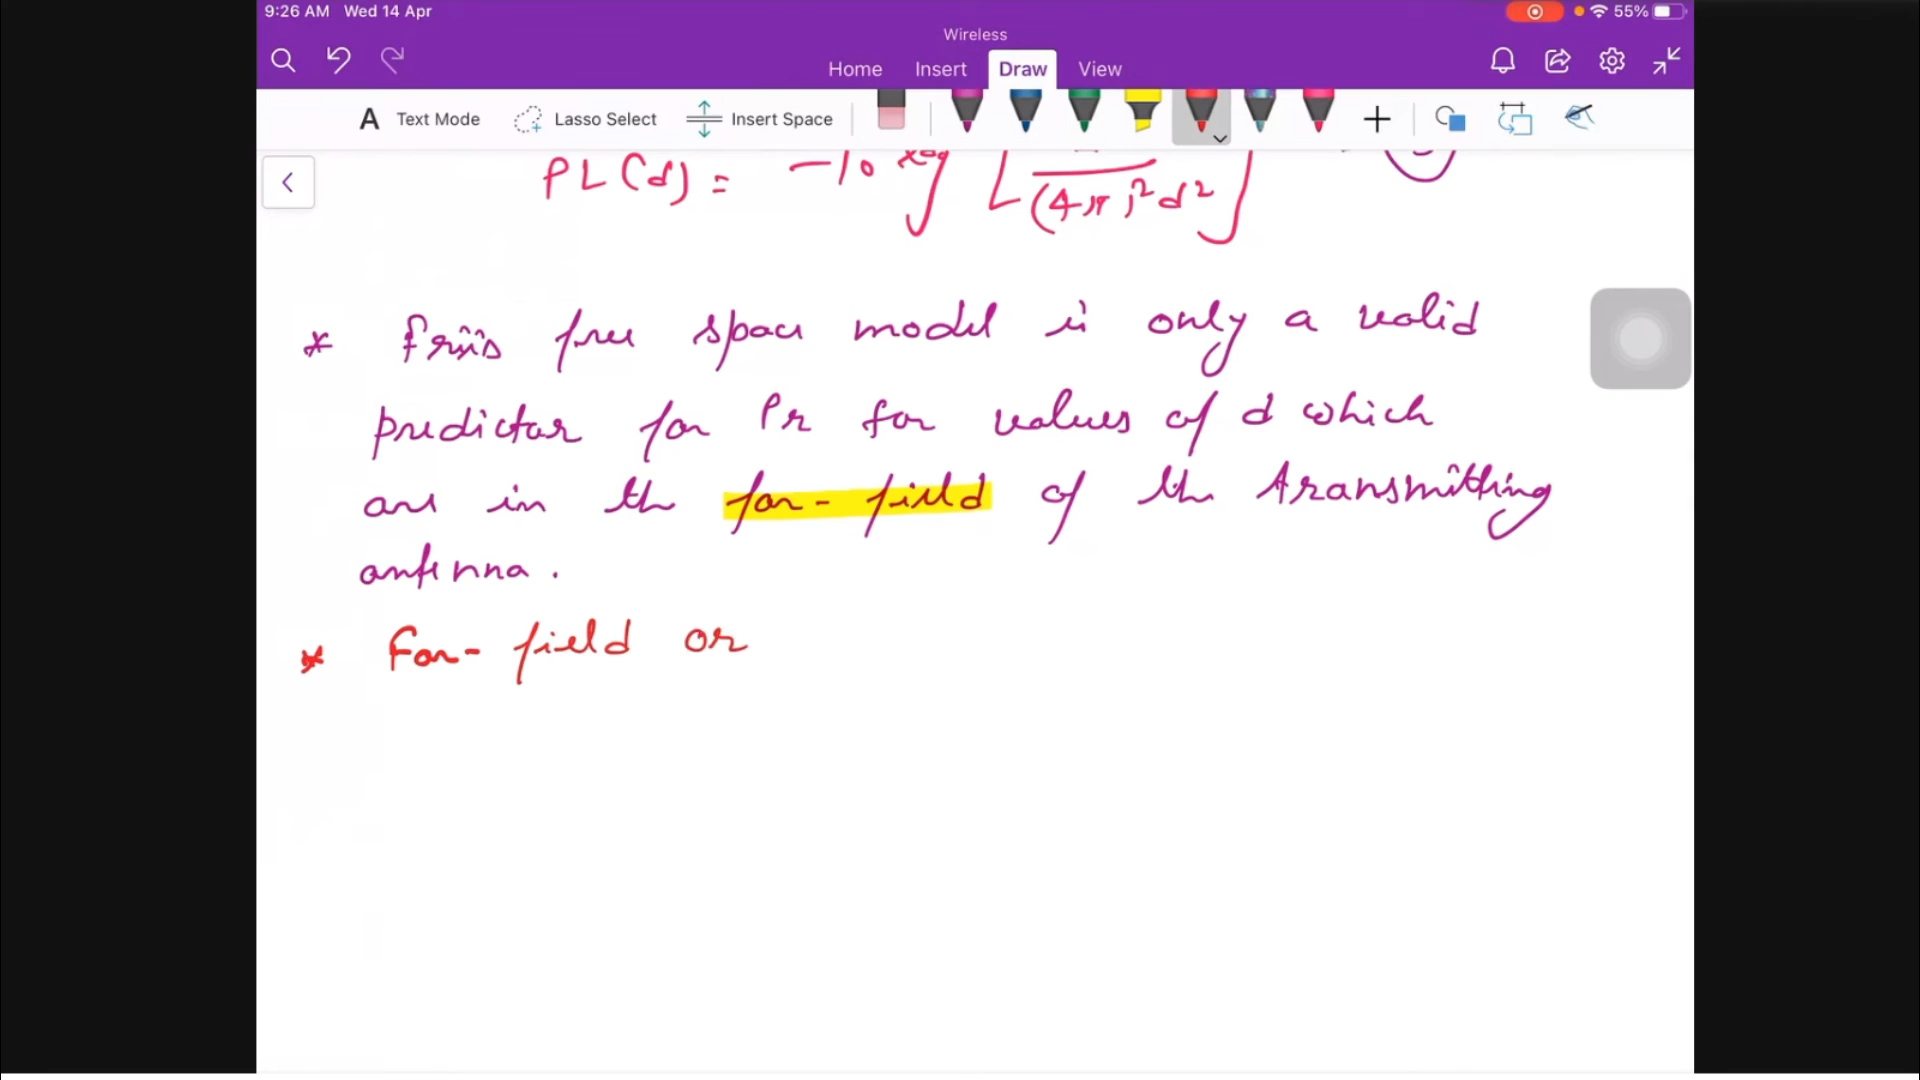 9:26 AM Wed 14 Apr 55%
Wireless
Home Insert Draw View
A Text Mode Lasso Select Insert Space
PL(d) = -10 log [ / (4π)²d² ]
* Friis free space model is only a valid
predictor for Pr for values of d which
are in the far-field of the transmitting
antenna.
* Far-field or